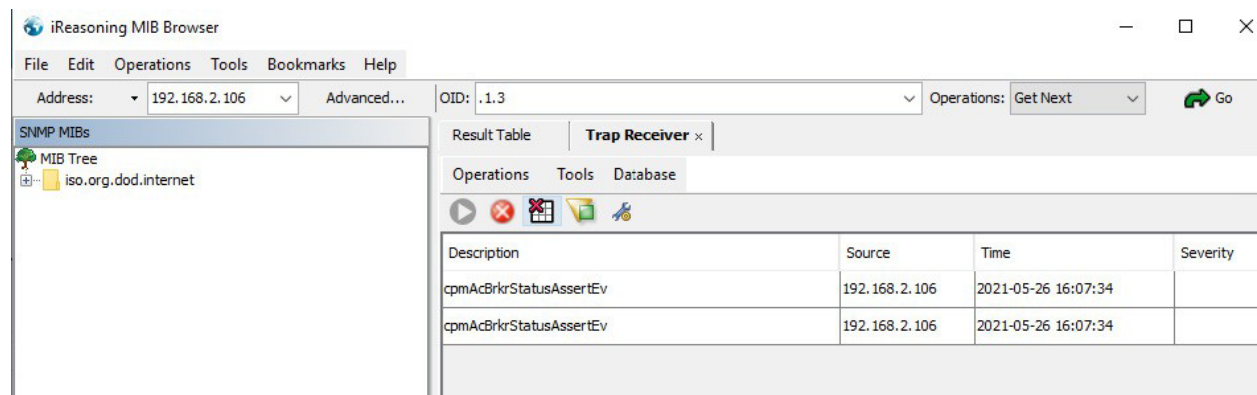 iReasoning MIB Browser
File Edit Operations Tools Bookmarks Help
Address: 192.168.2.106 Advanced... OID: .1.3 Operations: Get Next Go
SNMP MIBs
MIB Tree
iso.org.dod.internet
Result Table Trap Receiver ×
Operations Tools Database
Description Source Time Severity
cpmAcBrkrStatusAssertEv 192.168.2.106 2021-05-26 16:07:34
cpmAcBrkrStatusAssertEv 192.168.2.106 2021-05-26 16:07:34